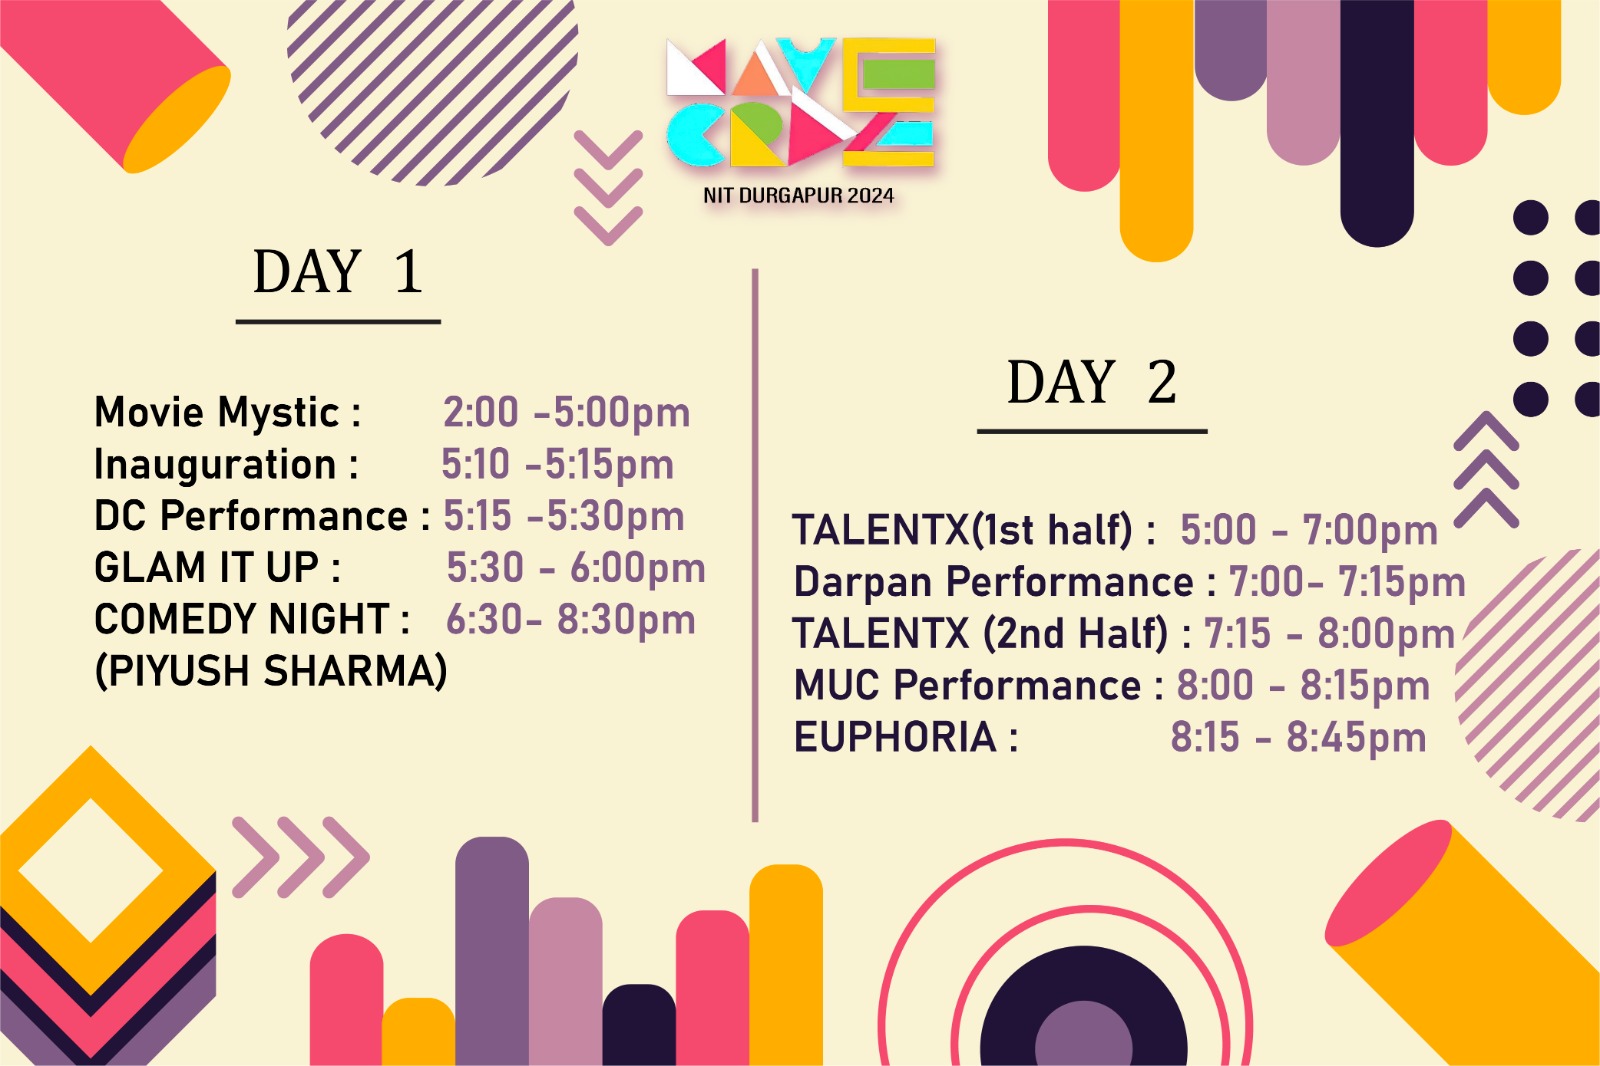 MAVE
CRAZE
NIT DURGAPUR 2024
DAY 1
Movie Mystic : 2:00 -5:00pm
Inauguration : 5:10 -5:15pm
DC Performance : 5:15 -5:30pm
GLAM IT UP : 5:30 - 6:00pm
COMEDY NIGHT : 6:30- 8:30pm
(PIYUSH SHARMA)
DAY 2
TALENTX(1st half) : 5:00 - 7:00pm
Darpan Performance : 7:00- 7:15pm
TALENTX (2nd Half) : 7:15 - 8:00pm
MUC Performance : 8:00 - 8:15pm
EUPHORIA : 8:15 - 8:45pm